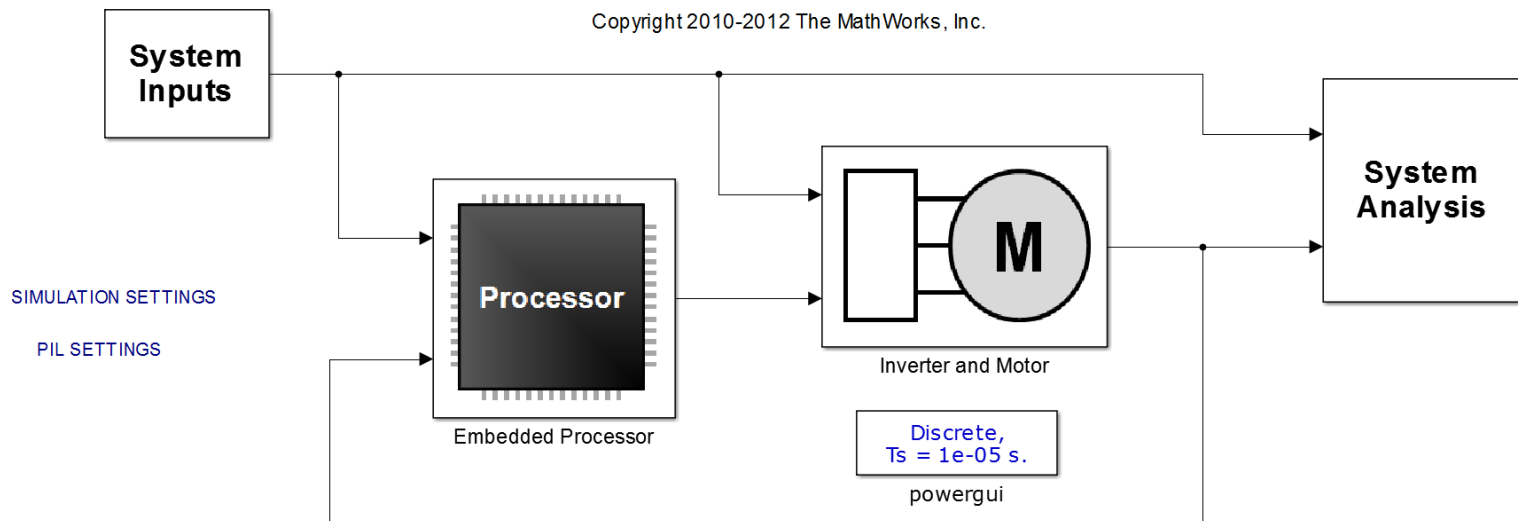 Copyright 2010-2012 The MathWorks, Inc.
System
Inputs
System
Analysis
Processor
M
SIMULATION SETTINGS
PIL SETTINGS
Inverter and Motor
Embedded Processor
Discrete,
Ts = 1e-05 s.
powergui